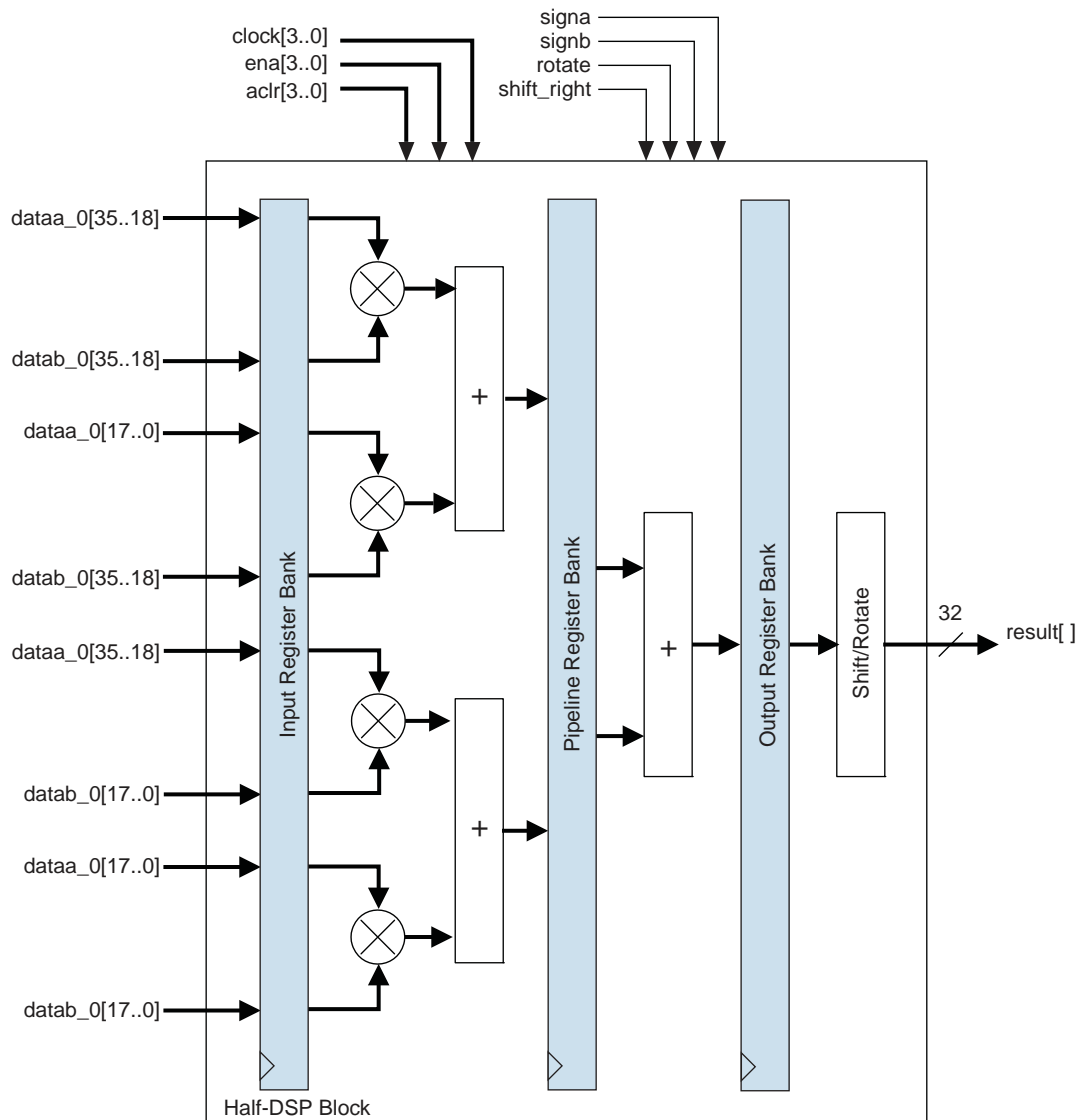 clock[3..0]
ena[3..0]
aclr[3..0]
signa
signb
rotate
shift_right
dataa_0[35..18]
datab_0[35..18]
dataa_0[17..0]
datab_0[35..18]
dataa_0[35..18]
datab_0[17..0]
dataa_0[17..0]
datab_0[17..0]
Input Register Bank
+
+
Pipeline Register Bank
+
Output Register Bank
Shift/Rotate
32
result[ ]
Half-DSP Block